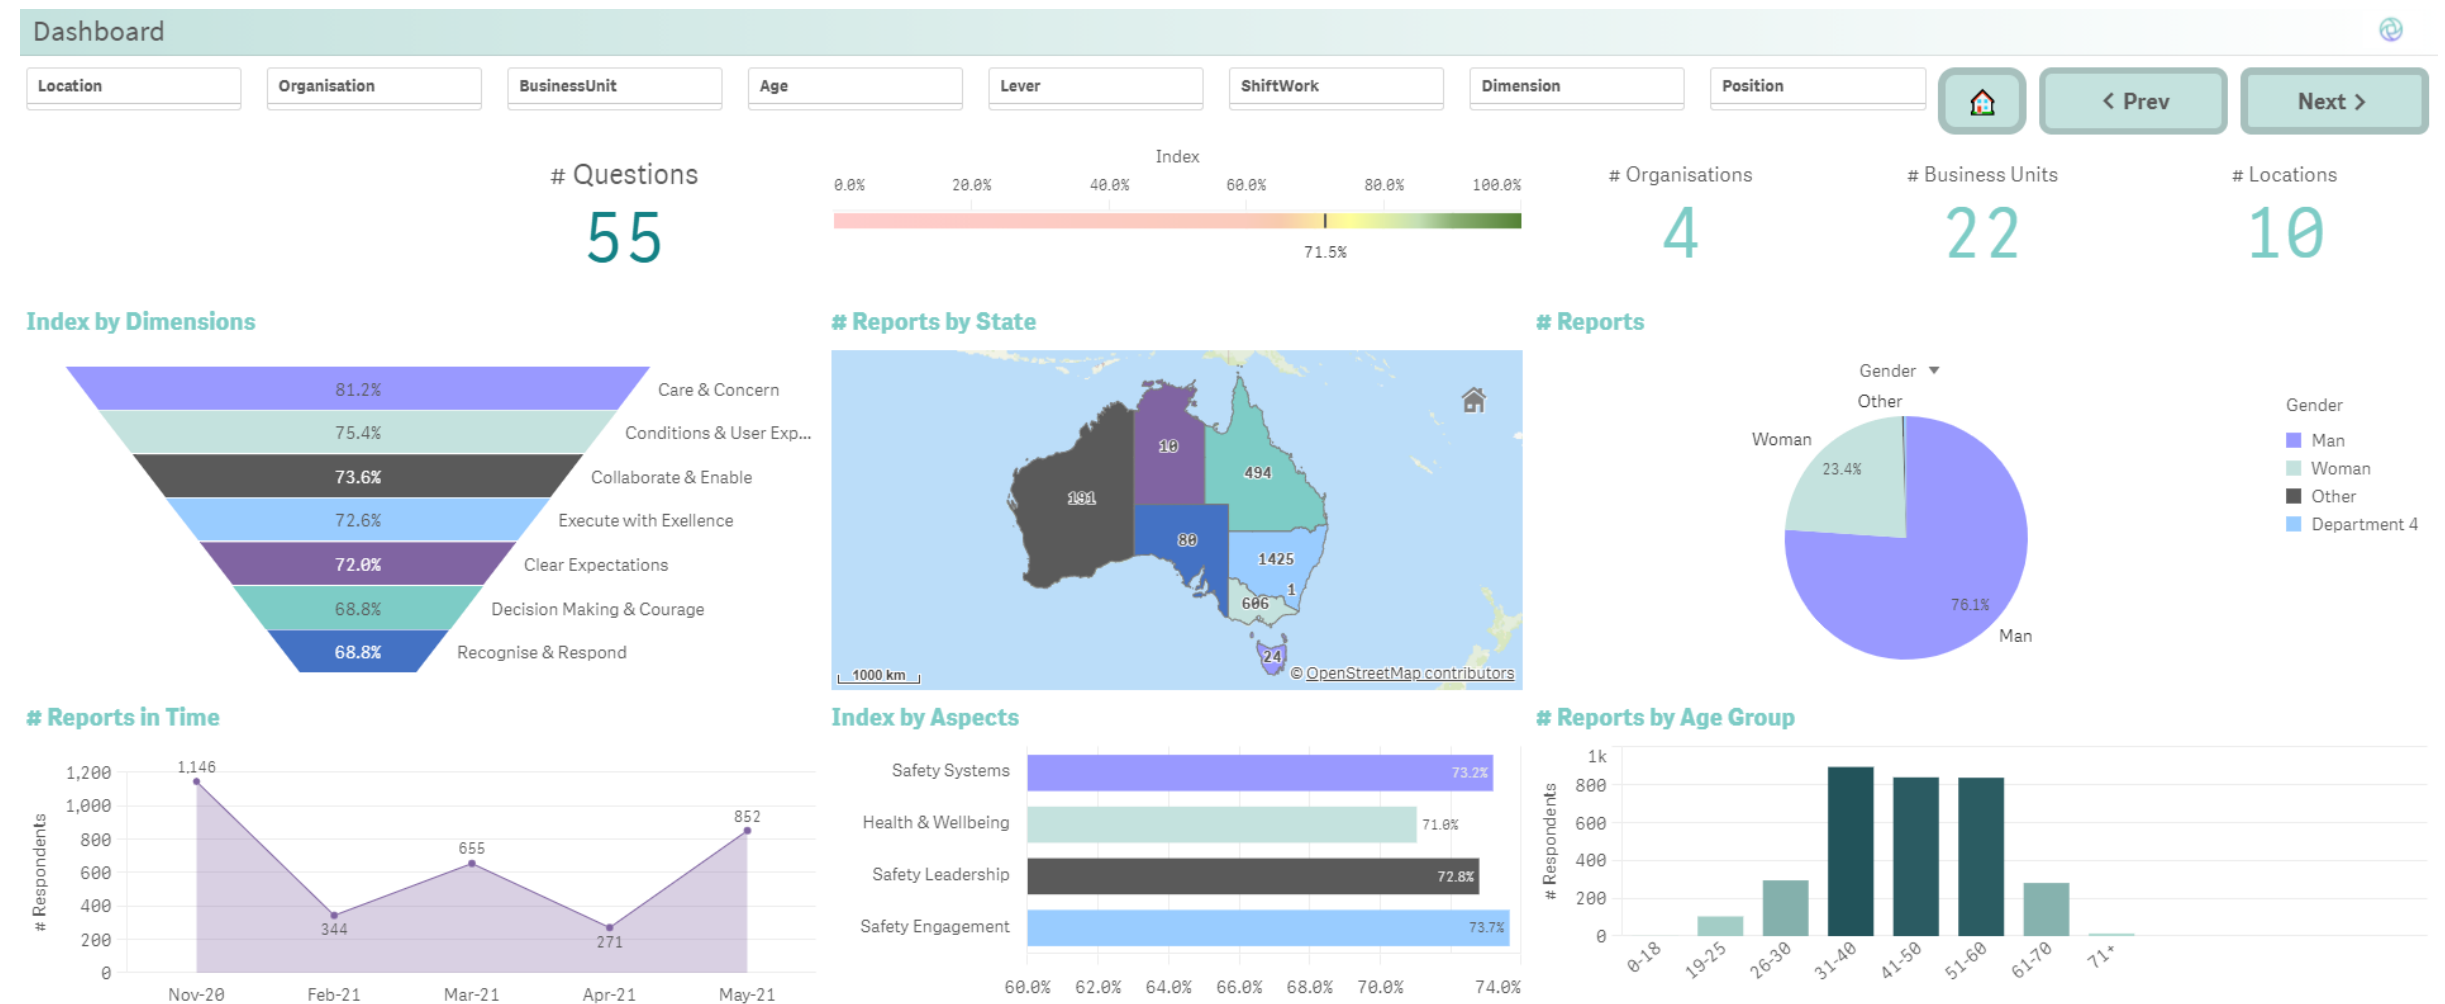 Dashboard
Location
Organisation
BusinessUnit
Age
Lever
ShiftWork
Dimension
Position
< Prev
Next >
# Questions
55
Index
0.0% 20.0% 40.0% 60.0% 80.0% 100.0%
71.5%
# Organisations
4
# Business Units
22
# Locations
10
Index by Dimensions
81.2% Care & Concern
75.4% Conditions & User Exp...
73.6% Collaborate & Enable
72.6% Execute with Exellence
72.0% Clear Expectations
68.8% Decision Making & Courage
68.8% Recognise & Respond
# Reports by State
10
494
191
80
1425
1
606
24
1000 km
© OpenStreetMap contributors
# Reports
Gender
Other
Woman
23.4%
76.1%
Man
Gender
Man
Woman
Other
Department 4
# Reports in Time
# Respondents
1,200
1,000
800
600
400
200
0
1,146
344
655
271
852
Nov-20 Feb-21 Mar-21 Apr-21 May-21
Index by Aspects
Safety Systems 73.2%
Health & Wellbeing 71.0%
Safety Leadership 72.8%
Safety Engagement 73.7%
60.0% 62.0% 64.0% 66.0% 68.0% 70.0% 74.0%
# Reports by Age Group
# Respondents
1k
800
600
400
200
0
0-18 19-25 26-30 31-40 41-50 51-60 61-70 71+